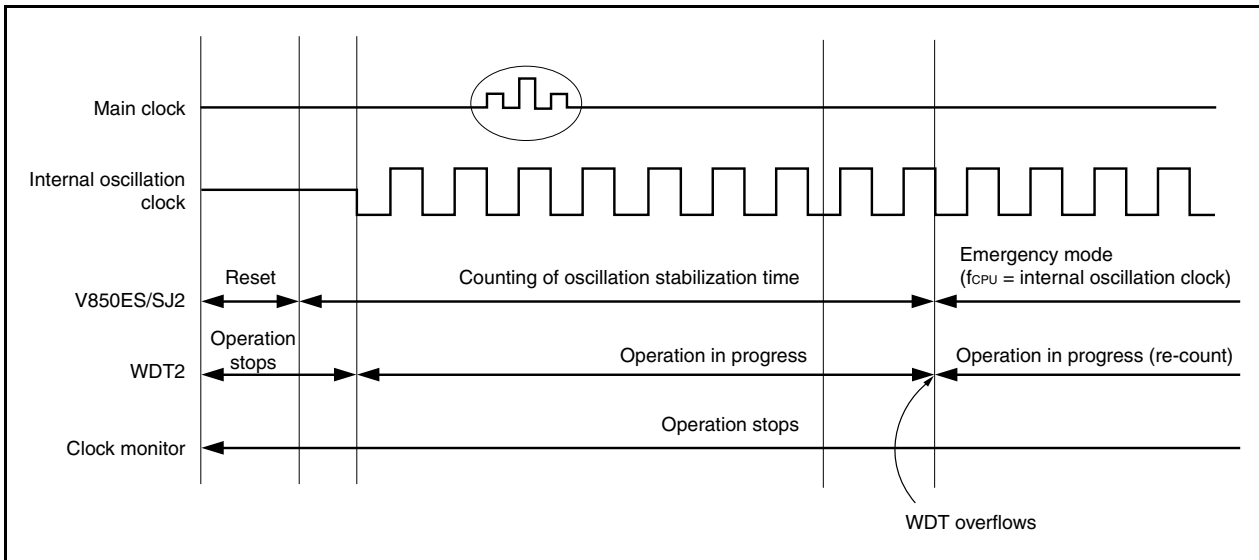 Main clock
Internal oscillation
clock
Emergency mode
(fCPU = internal oscillation clock)
Reset
Counting of oscillation stabilization time
V850ES/SJ2
Operation
stops
Operation in progress
Operation in progress (re-count)
WDT2
Operation stops
Clock monitor
WDT overflows